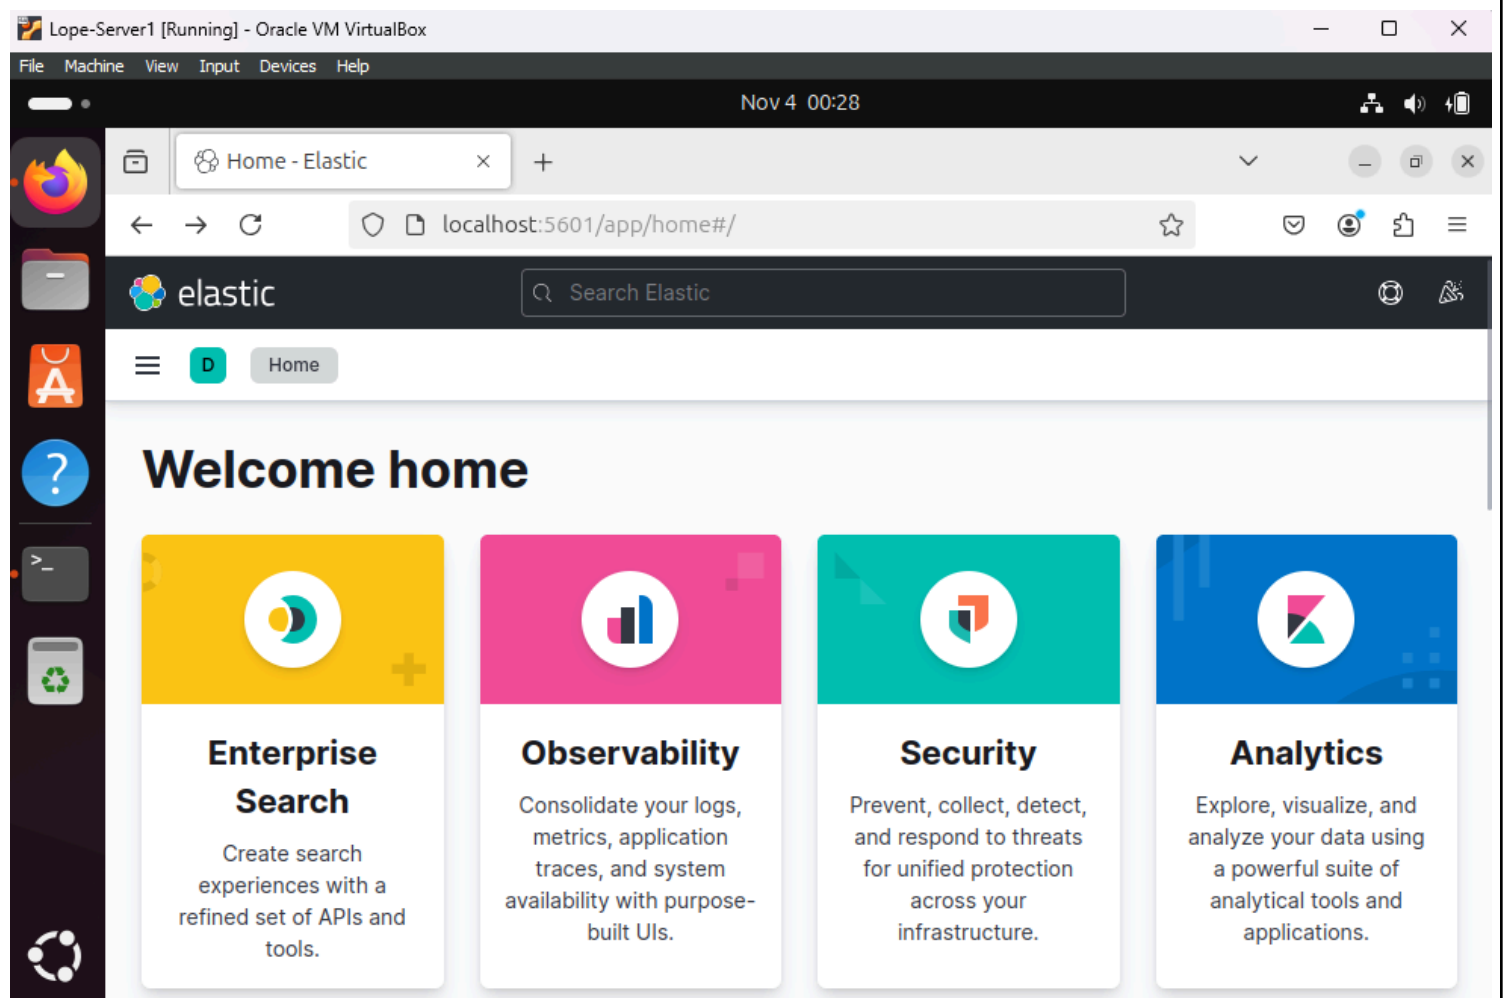 Lope-Server1 [Running] - Oracle VM VirtualBox
File Machine View Input Devices Help
Nov 4 00:28
Home - Elastic
localhost:5601/app/home#/
elastic
Search Elastic
D
Home
Welcome home
Enterprise
Search
Create search
experiences with a
refined set of APIs and
tools.
Observability
Consolidate your logs,
metrics, application
traces, and system
availability with purpose-
built UIs.
Security
Prevent, collect, detect,
and respond to threats
for unified protection
across your
infrastructure.
Analytics
Explore, visualize, and
analyze your data using
a powerful suite of
analytical tools and
applications.